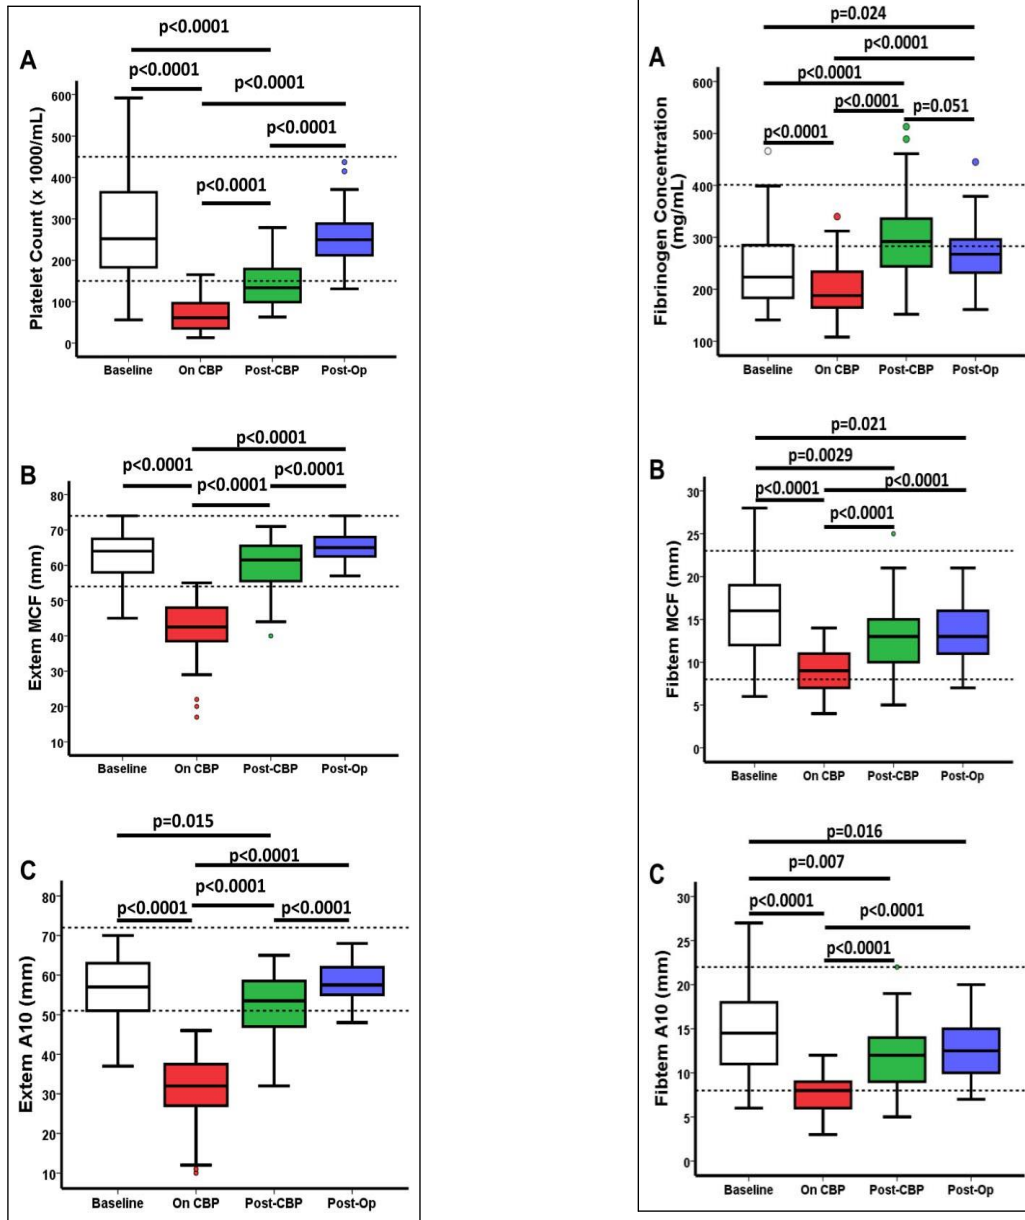 p<0.0001
A
p<0.0001
p<0.0001
p<0.0001
p<0.0001
Platelet Count (x 1000/mL)
600
500
400
300
200
100
0
Baseline On CBP Post-CBP Post-Op
p<0.0001
B
p<0.0001
p<0.0001
p<0.0001
Extem MCF (mm)
80
70
60
50
40
30
20
10
Baseline On CBP Post-CBP Post-Op
p=0.015
C
p<0.0001
p<0.0001
p<0.0001
p<0.0001
Extem A10 (mm)
80
70
60
50
40
30
20
10
Baseline On CBP Post-CBP Post-Op
p=0.024
A
p<0.0001
p<0.0001
p<0.0001
p=0.051
p<0.0001
Fibrinogen Concentration
(mg/mL)
600
500
400
300
200
100
Baseline On CBP Post-CBP Post-Op
p=0.021
B
p=0.0029
p<0.0001
p<0.0001
p<0.0001
Fibtem MCF (mm)
30
25
20
15
10
5
0
Baseline On CBP Post-CBP Post-Op
p=0.016
C
p=0.007
p<0.0001
p<0.0001
p<0.0001
Fibtem A10 (mm)
30
25
20
15
10
5
0
Baseline On CBP Post-CBP Post-Op